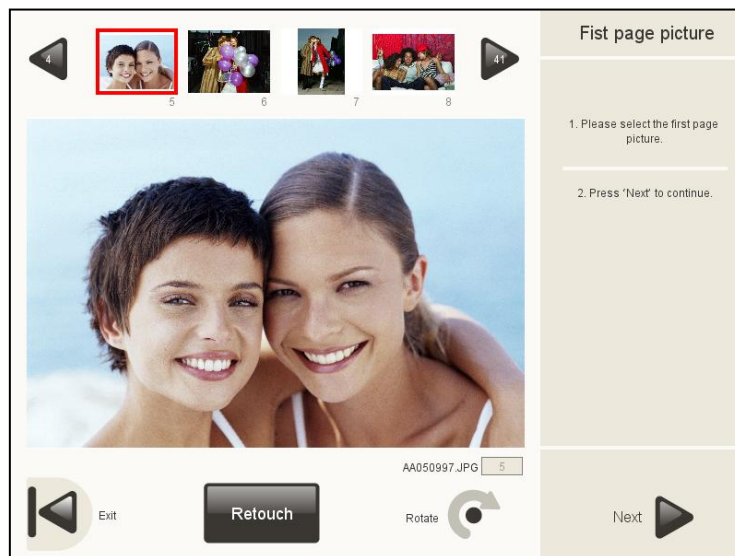 4
5
6
7
8
41
Fist page picture
1. Please select the first page
picture.
2. Press 'Next' to continue.
AA050997.JPG 5
Exit
Retouch
Rotate
Next